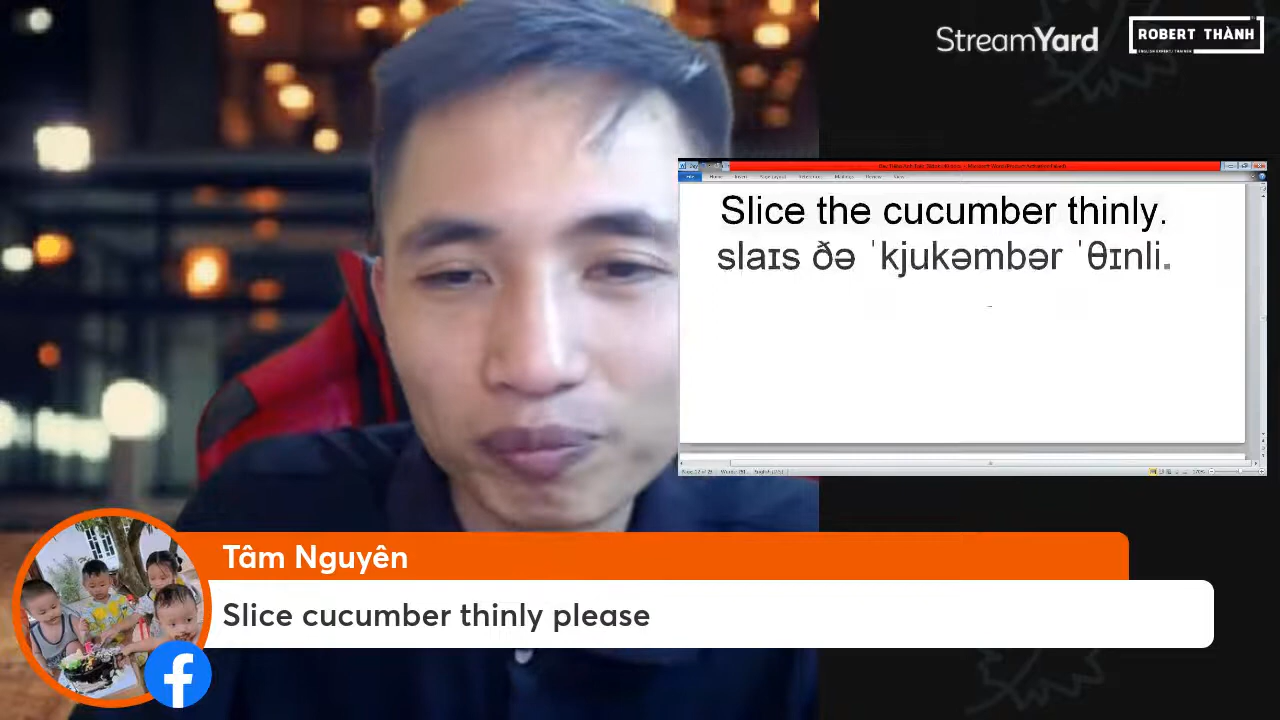 StreamYard
ROBERT THÀNH
Slice the cucumber thinly.
slaɪs ðə ˈkjukəmbər ˈθɪnli.
Tâm Nguyên
Slice cucumber thinly please